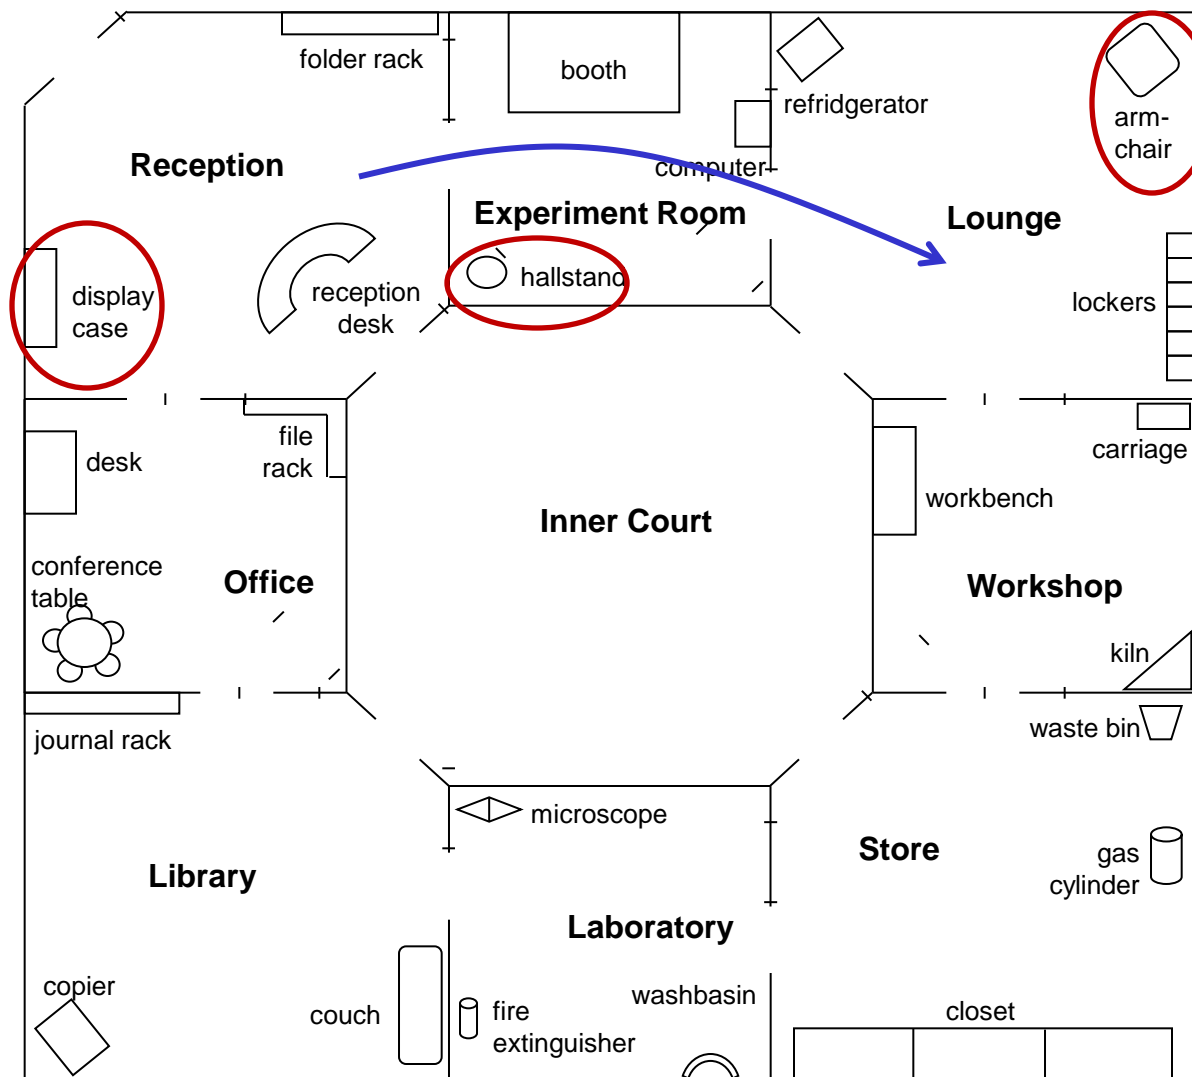 folder rack
booth
refridgerator
arm-
chair
computer
Reception
Experiment Room
Lounge
display
case
reception
desk
hallstand
lockers
desk
file
rack
carriage
workbench
Inner Court
conference
table
Office
Workshop
kiln
journal rack
waste bin
microscope
Library
Store
gas
cylinder
Laboratory
copier
couch
fire
extinguisher
washbasin
closet